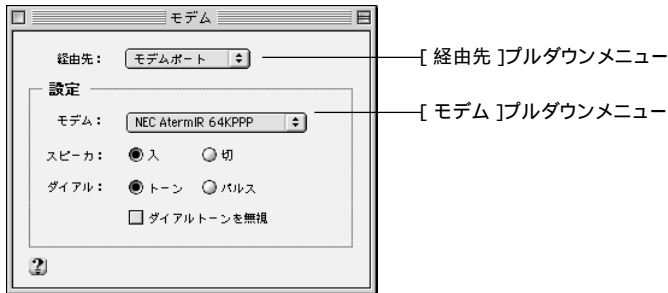 モデム
経由先： モデムポート [ 経由先 ]プルダウンメニュー
設定
モデム： NEC AtermIR 64KPPP [ モデム ]プルダウンメニュー
スピーカ： 入 切
ダイアル： トーン パルス
ダイアルトーンを無視
?